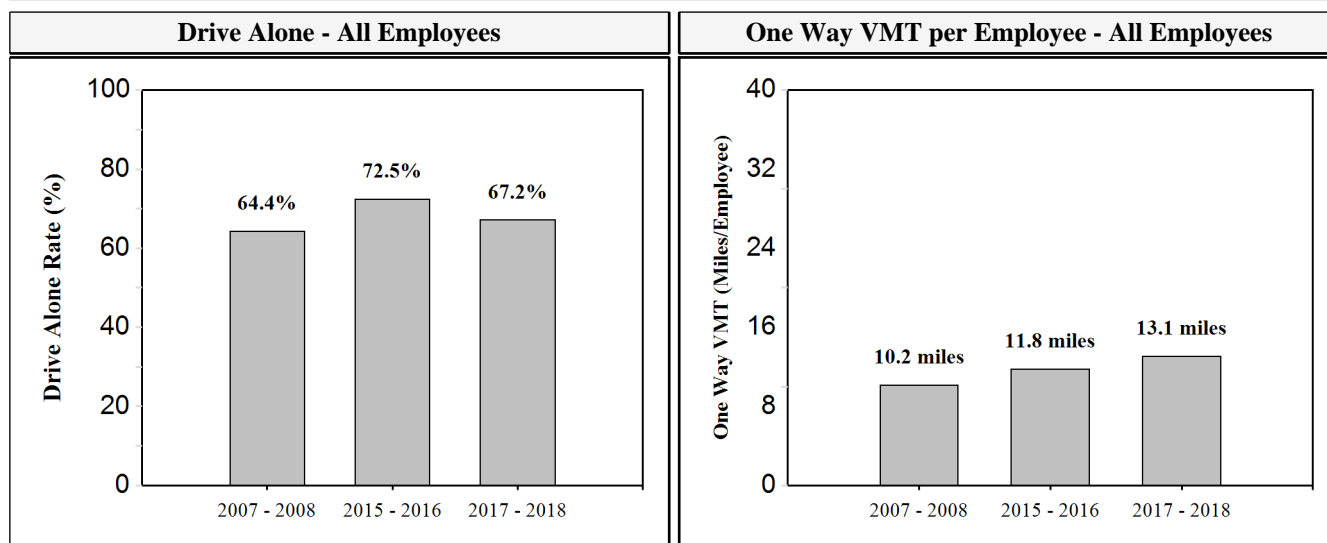 Drive Alone - All Employees
One Way VMT per Employee - All Employees
Drive Alone Rate (%)
100
80
60
40
20
0
64.4%
72.5%
67.2%
2007 - 2008
2015 - 2016
2017 - 2018
One Way VMT (Miles/Employee)
40
32
24
16
8
0
10.2 miles
11.8 miles
13.1 miles
2007 - 2008
2015 - 2016
2017 - 2018